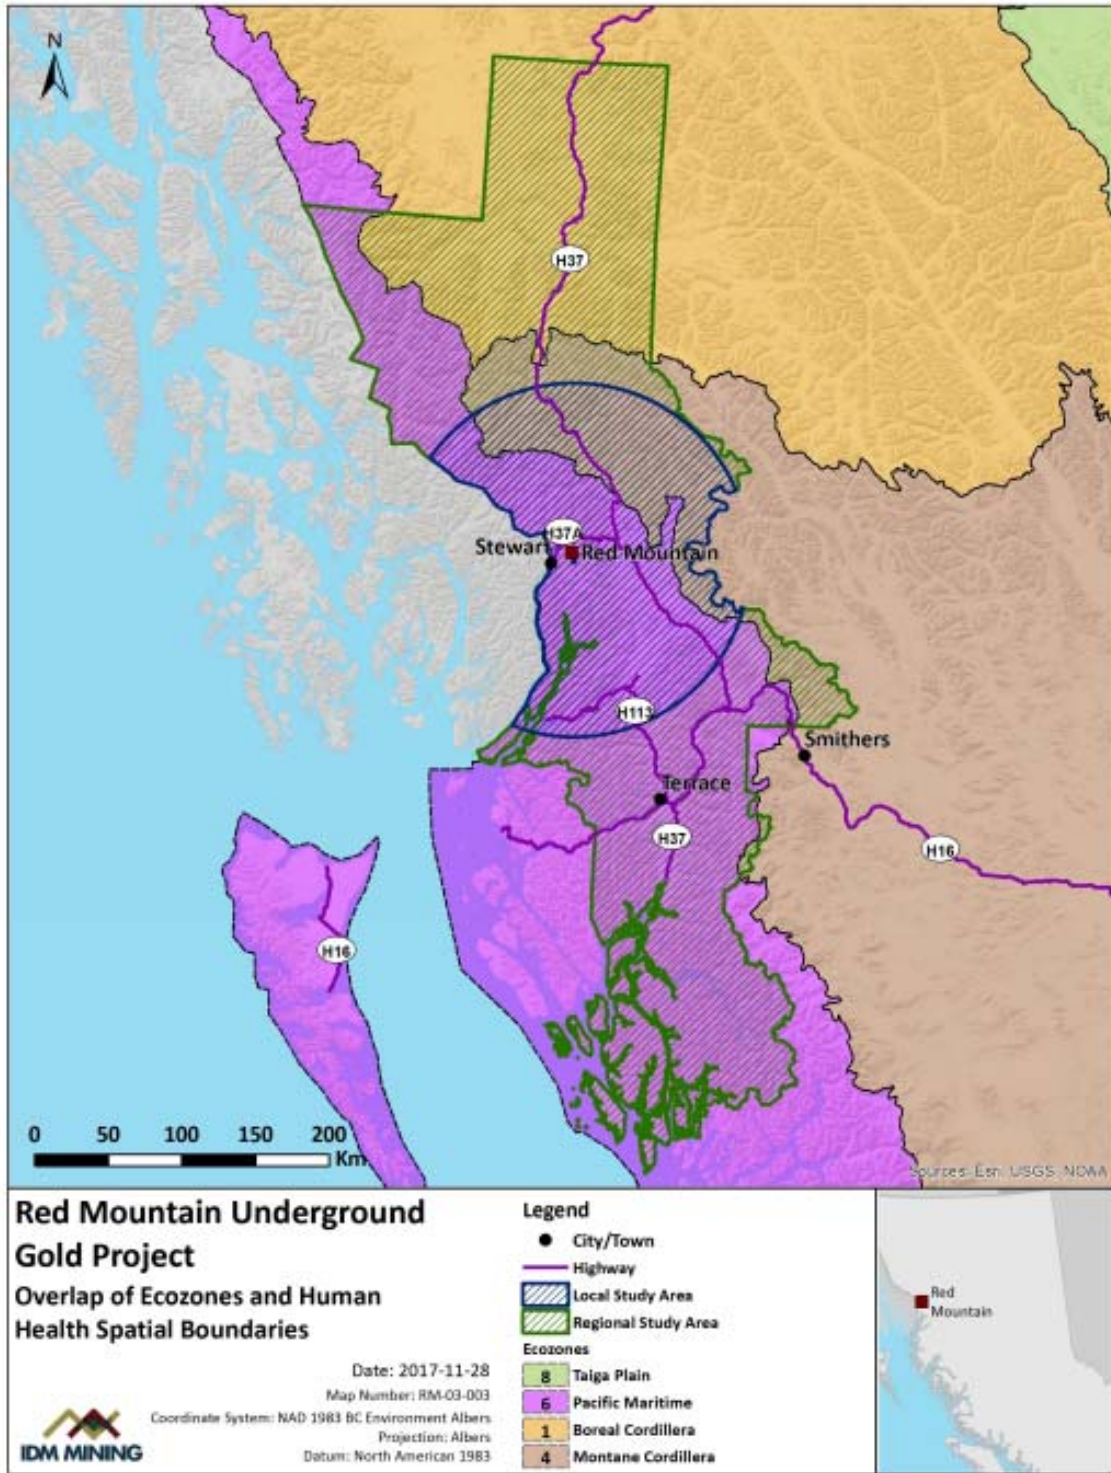 N
H37
H37A
Stewart
Red Mountain
H113
Smithers
Terrace
H37
H16
H16
0 50 100 150 200
Km
Sources: Esri, USGS, NOAA
Red Mountain Underground
Gold Project
Overlap of Ecozones and Human
Health Spatial Boundaries
Date: 2017-11-28
Map Number: RM-03-003
Coordinate System: NAD 1983 BC Environment Albers
Projection: Albers
Datum: North American 1983
IDM MINING
Legend
City/Town
Highway
Local Study Area
Regional Study Area
Ecozones
8 Taiga Plain
6 Pacific Maritime
1 Boreal Cordillera
4 Montane Cordillera
Red
Mountain